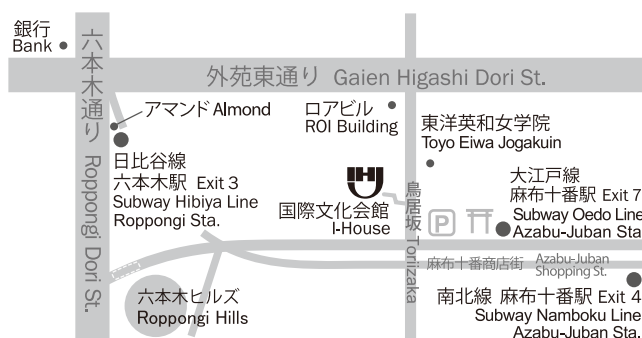 銀行
Bank
六本木通り Roppongi Dori St.
外苑東通り Gaien Higashi Dori St.
アマンド Almond
ロアビル
ROI Building
東洋英和女学院
Toyo Eiwa Jogakuin
日比谷線
六本木駅 Exit 3
Subway Hibiya Line
Roppongi Sta.
IHJ
国際文化会館
I-House
鳥居坂 Toriizaka
P
大江戸線
麻布十番駅 Exit 7
Subway Oedo Line
Azabu-Juban Sta
麻布十番商店街
Azabu-Juban
Shopping St.
六本木ヒルズ
Roppongi Hills
南北線 麻布十番駅 Exit 4
Subway Namboku Line
Azabu-Juban Sta.